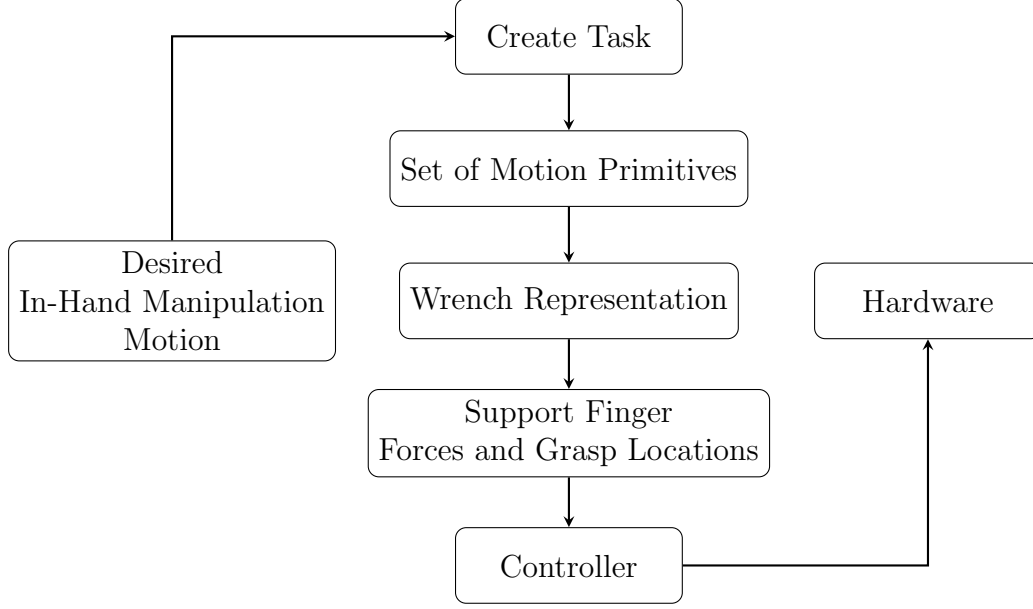 Create Task
Set of Motion Primitives
Desired
In-Hand Manipulation
Motion
Wrench Representation
Hardware
Support Finger
Forces and Grasp Locations
Controller